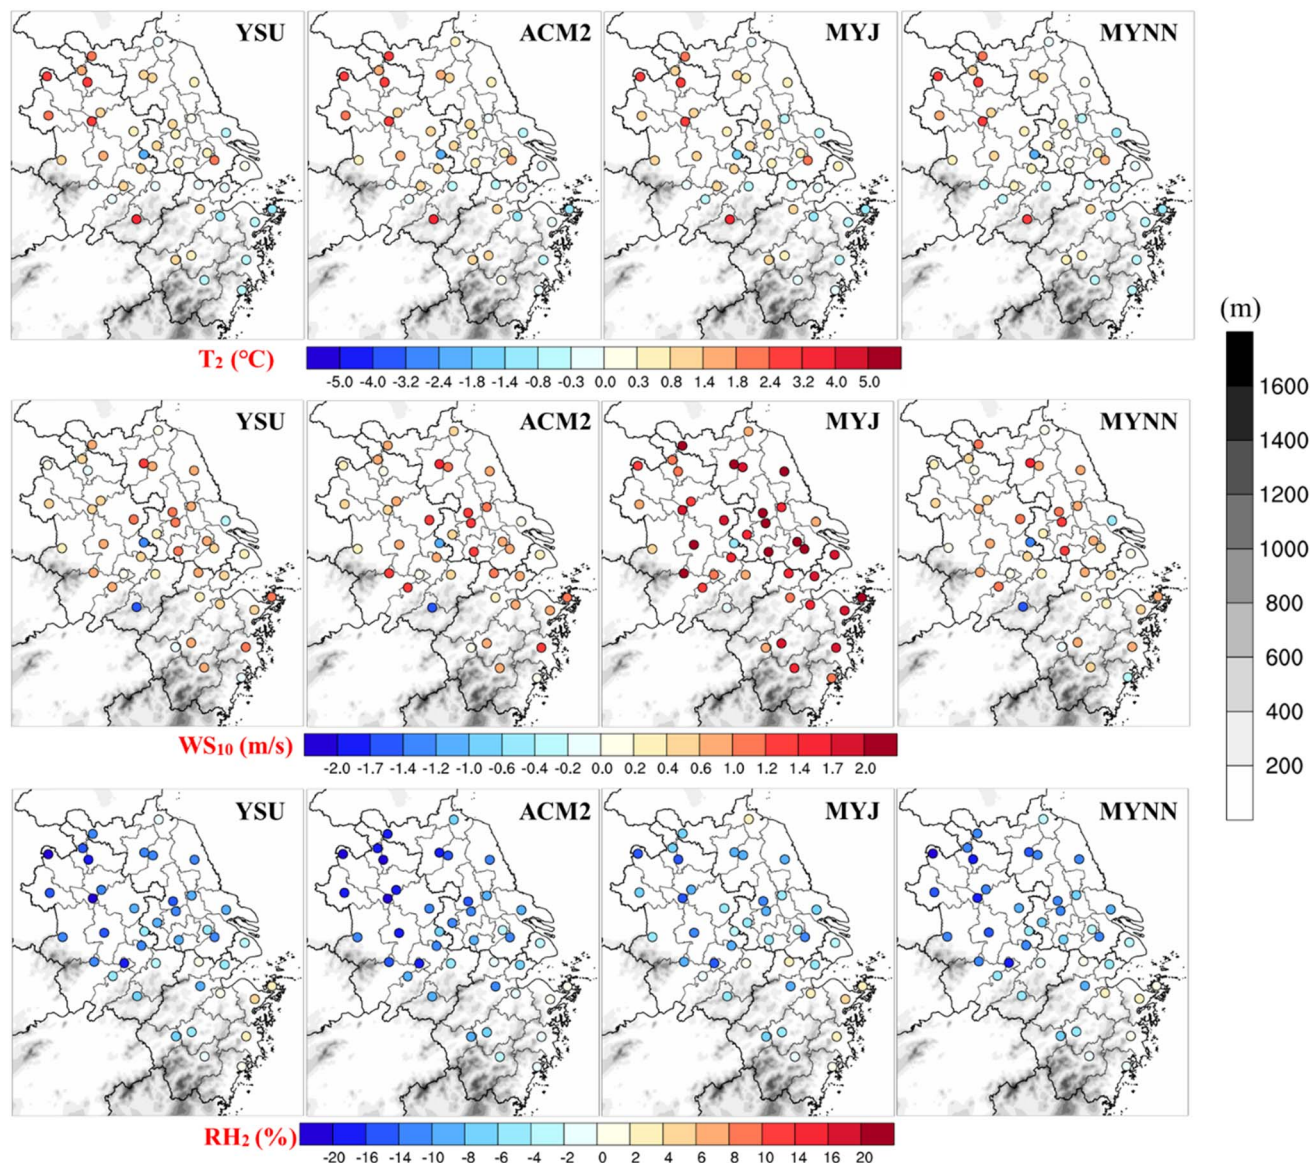 YSU ACM2 MYJ MYNN
(m)
T₂ (°C)
-5.0 -4.0 -3.2 -2.4 -1.8 -1.4 -0.8 -0.3 0.0 0.3 0.8 1.4 1.8 2.4 3.2 4.0 5.0
1600
1400
1200
1000
800
600
400
200
YSU ACM2 MYJ MYNN
WS₁₀ (m/s)
-2.0 -1.7 -1.4 -1.2 -1.0 -0.6 -0.4 -0.2 0.0 0.2 0.4 0.6 1.0 1.2 1.4 1.7 2.0
YSU ACM2 MYJ MYNN
RH₂ (%)
-20 -16 -14 -10 -8 -6 -4 -2 0 2 4 6 8 10 14 16 20